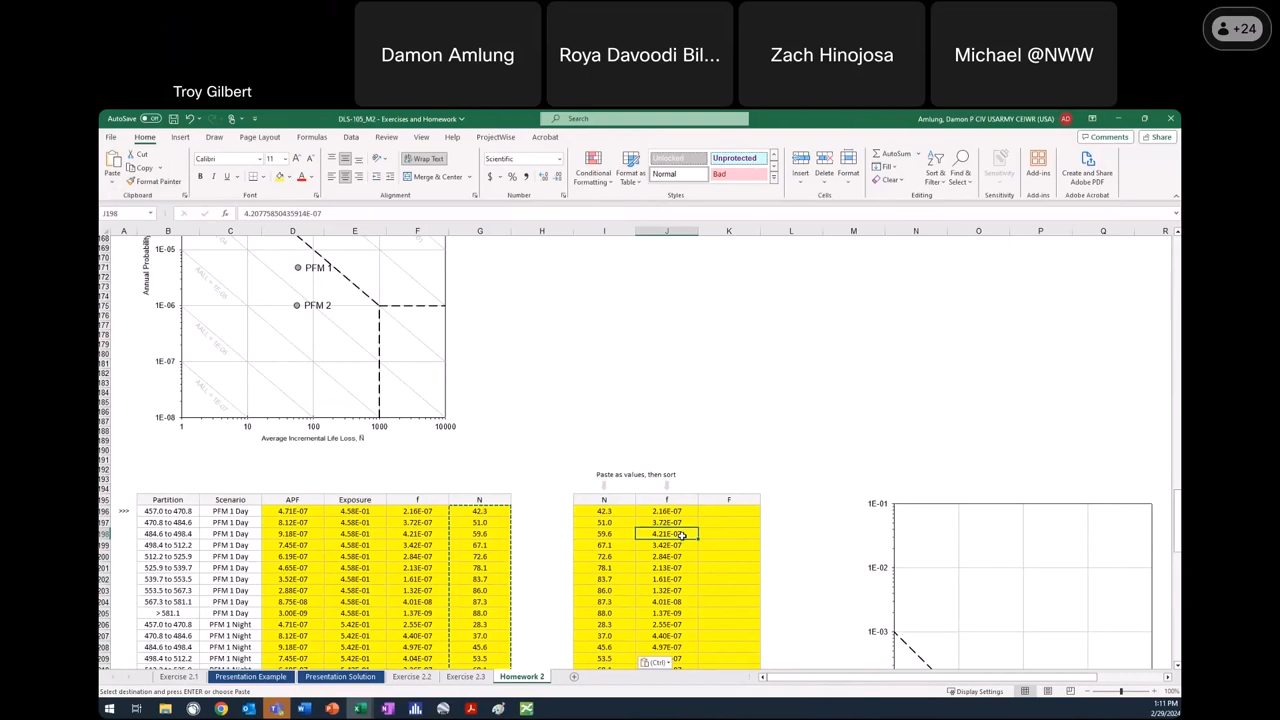 Troy Gilbert
Damon Amlung
Roya Davoodi Bil...
Zach Hinojosa
Michael @NWW
+24
AutoSave Off
DLS-105_M2 - Exercises and Homework
Search
Amlung, Damon P CIV USARMY CEIWR (USA) AD
File Home Insert Draw Page Layout Formulas Data Review View Help ProjectWise Acrobat Comments Share
Paste Cut Copy Format Painter
Calibri 11
Wrap Text Merge & Center
Scientific
Conditional Formatting
Format as Table
Unlocked Unprotected Normal Bad
Insert Delete Format
AutoSum Fill Clear
Sort & Filter
Find & Select
Sensitivity
Add-ins
Create and Share Adobe PDF
Clipboard Font Alignment Number Styles Cells Editing Sensitivity Add-ins Adobe Acrobat
J198 4.20775850435914E-07
A B C D E F G H I J K L M N O P Q R
Annual Probability
1E-05
1E-06
1E-07
1E-08
PFM 1
PFM 2
AALL = 1E-05
AALL = 1E-06
AALL = 1E-07
1 10 100 1000 10000
Average Incremental Life Loss, N̄
Paste as values, then sort
Partition Scenario APF Exposure f N N f F
>>> 457.0 to 470.8 PFM 1 Day 4.71E-07 4.58E-01 2.16E-07 42.3 42.3 2.16E-07
470.8 to 484.6 PFM 1 Day 8.12E-07 4.58E-01 3.72E-07 51.0 51.0 3.72E-07
484.6 to 498.4 PFM 1 Day 9.18E-07 4.58E-01 4.21E-07 59.6 59.6 4.21E-07
498.4 to 512.2 PFM 1 Day 7.45E-07 4.58E-01 3.42E-07 67.1 67.1 3.42E-07
512.2 to 525.9 PFM 1 Day 6.19E-07 4.58E-01 2.84E-07 72.6 72.6 2.84E-07
525.9 to 539.7 PFM 1 Day 4.65E-07 4.58E-01 2.13E-07 78.1 78.1 2.13E-07
539.7 to 553.5 PFM 1 Day 3.52E-07 4.58E-01 1.61E-07 83.7 83.7 1.61E-07
553.5 to 567.3 PFM 1 Day 2.88E-07 4.58E-01 1.32E-07 86.0 86.0 1.32E-07
567.3 to 581.1 PFM 1 Day 8.75E-08 4.58E-01 4.01E-08 87.3 87.3 4.01E-08
> 581.1 PFM 1 Day 3.00E-09 4.58E-01 1.37E-09 88.0 88.0 1.37E-09
457.0 to 470.8 PFM 1 Night 4.71E-07 5.42E-01 2.55E-07 28.3 28.3 2.55E-07
470.8 to 484.6 PFM 1 Night 8.12E-07 5.42E-01 4.40E-07 37.0 37.0 4.40E-07
484.6 to 498.4 PFM 1 Night 9.18E-07 5.42E-01 4.97E-07 45.6 45.6 4.97E-07
498.4 to 512.2 PFM 1 Night 7.45E-07 5.42E-01 4.04E-07 53.5 53.5
(Ctrl)
1E-01
1E-02
1E-03
Exercise 2.1 Presentation Example Presentation Solution Exercise 2.2 Exercise 2.3 Homework 2
Select destination and press ENTER or choose Paste
Display Settings
100%
1:11 PM
2/29/2024